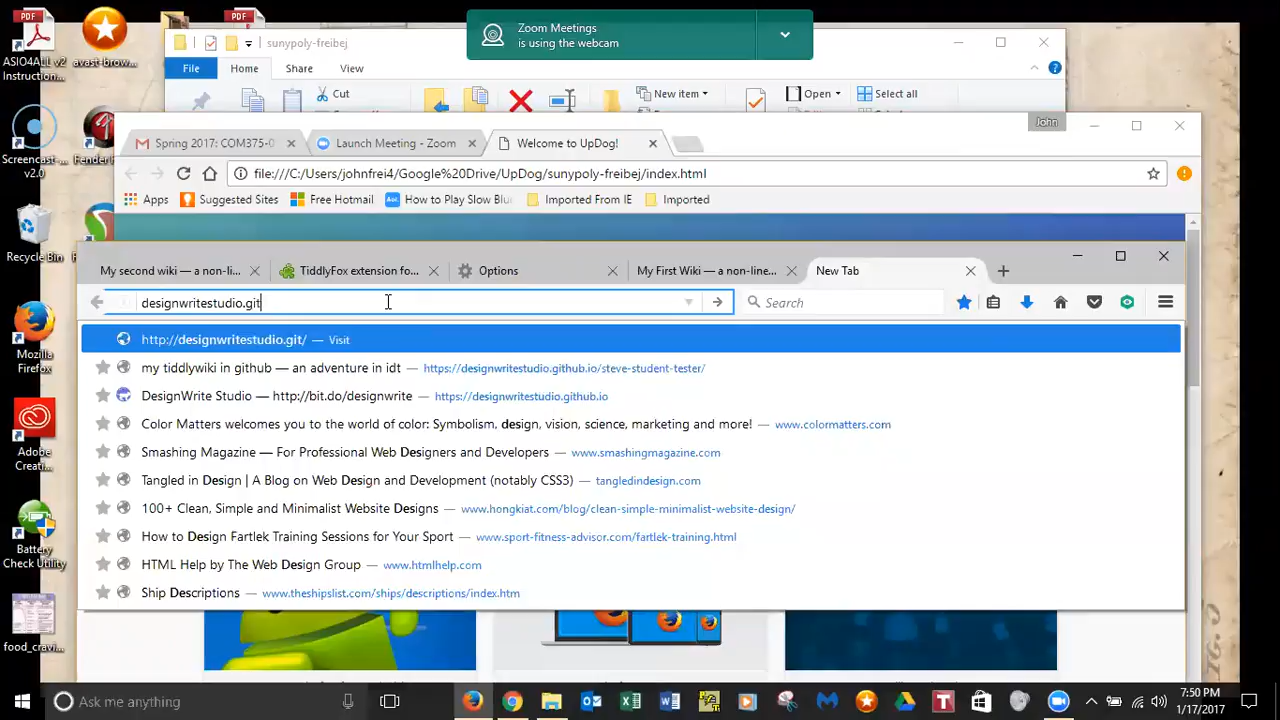 Zoom Meetings
is using the webcam
ASIO4ALL v2
Instruction...
avast-brow...
PDF
PDF
sunypoly-freibej
File Home Share View
Cut
New item
Open
Select all
John
Spring 2017: COM375-0
Launch Meeting - Zoom
Welcome to UpDog!
file:///C:/Users/johnfrei4/Google%20Drive/UpDog/sunypoly-freibej/index.html
Apps
Suggested Sites
Free Hotmail
How to Play Slow Blu
Imported From IE
Imported
Screencast-...
v2.0
Recycle Bin
Mozilla
Firefox
Adobe
Creati...
Battery
Check Utility
food_cravi...
My second wiki — a non-li...
TiddlyFox extension fo...
Options
My First Wiki — a non-line...
New Tab
designwritestudio.git
Search
http://designwritestudio.git/ — Visit
my tiddlywiki in github — an adventure in idt — https://designwritestudio.github.io/steve-student-tester/
DesignWrite Studio — http://bit.do/designwrite — https://designwritestudio.github.io
Color Matters welcomes you to the world of color: Symbolism, design, vision, science, marketing and more! — www.colormatters.com
Smashing Magazine — For Professional Web Designers and Developers — www.smashingmagazine.com
Tangled in Design | A Blog on Web Design and Development (notably CSS3) — tangledindesign.com
100+ Clean, Simple and Minimalist Website Designs — www.hongkiat.com/blog/clean-simple-minimalist-website-design/
How to Design Fartlek Training Sessions for Your Sport — www.sport-fitness-advisor.com/fartlek-training.html
HTML Help by The Web Design Group — www.htmlhelp.com
Ship Descriptions — www.theshipslist.com/ships/descriptions/index.htm
Ask me anything
7:50 PM
1/17/2017